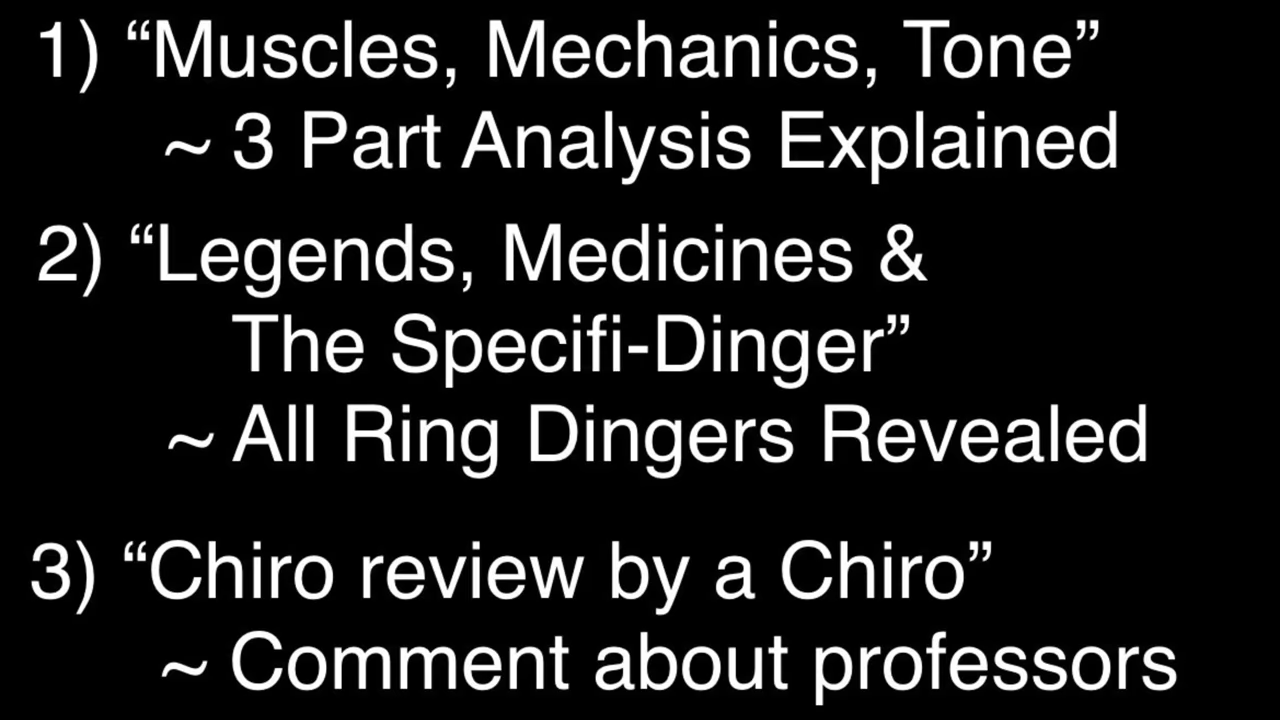 1) “Muscles, Mechanics, Tone”
~ 3 Part Analysis Explained
2) “Legends, Medicines &
The Specifi-Dinger”
~ All Ring Dingers Revealed
3) “Chiro review by a Chiro”
~ Comment about professors